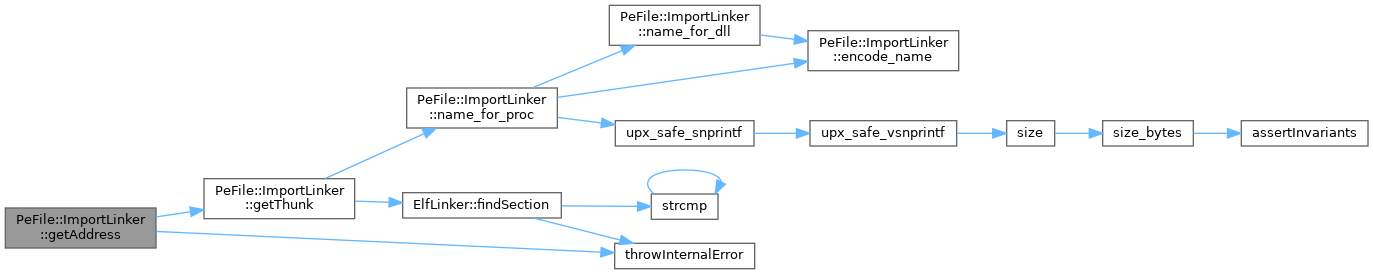 PeFile::ImportLinker
::name_for_dll
PeFile::ImportLinker
::encode_name
PeFile::ImportLinker
::name_for_proc
upx_safe_snprintf
upx_safe_vsnprintf
size
size_bytes
assertInvariants
PeFile::ImportLinker
::getThunk
ElfLinker::findSection
strcmp
PeFile::ImportLinker
::getAddress
throwInternalError